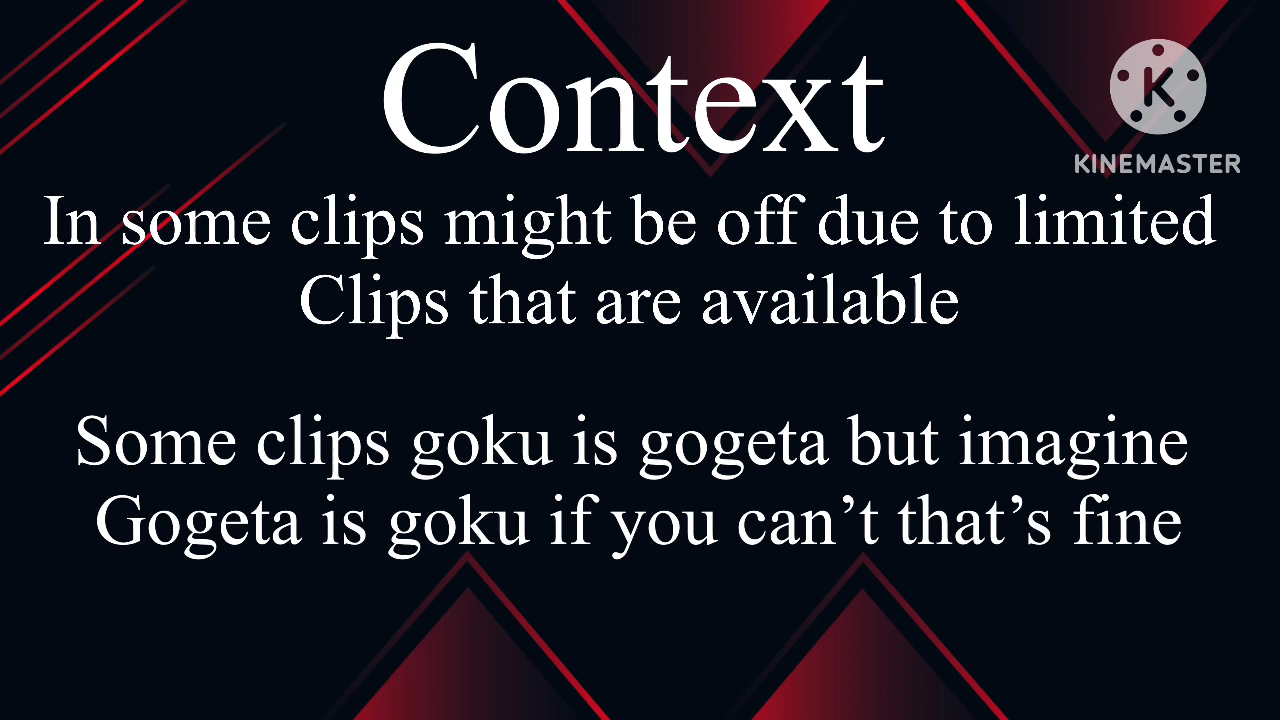 Context
K
KINEMASTER
In some clips might be off due to limited
Clips that are available
Some clips goku is gogeta but imagine
Gogeta is goku if you can’t that’s fine